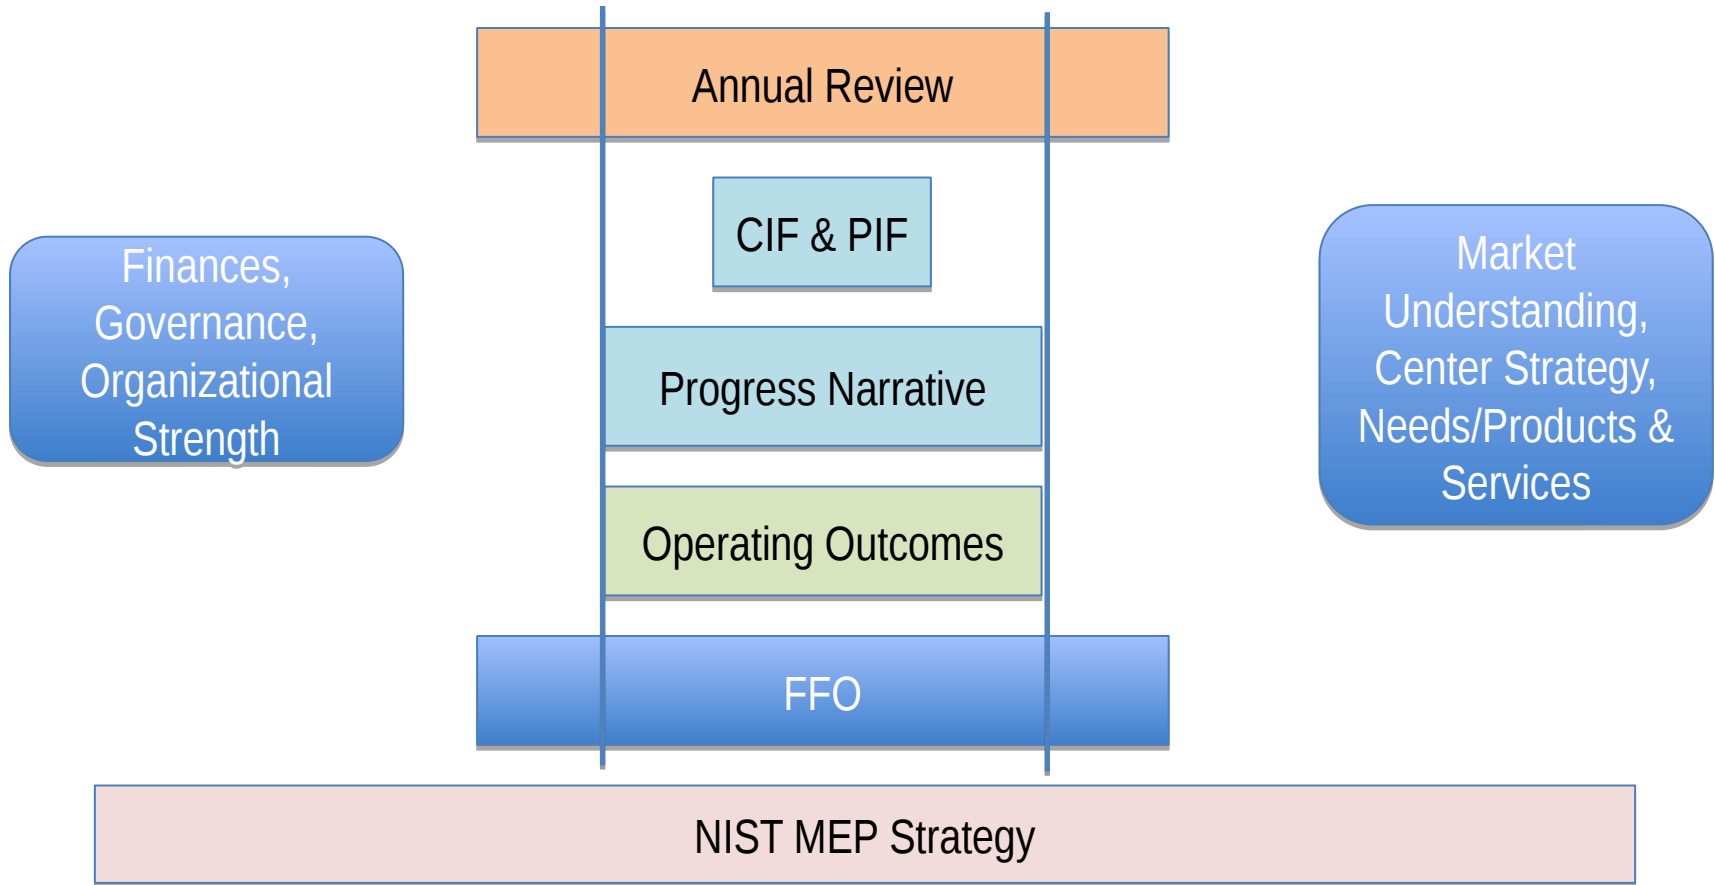 Annual Review
CIF & PIF
Finances,
Governance,
Organizational
Strength
Market
Understanding,
Center Strategy,
Needs/Products &
Services
Progress Narrative
Operating Outcomes
FFO
NIST MEP Strategy